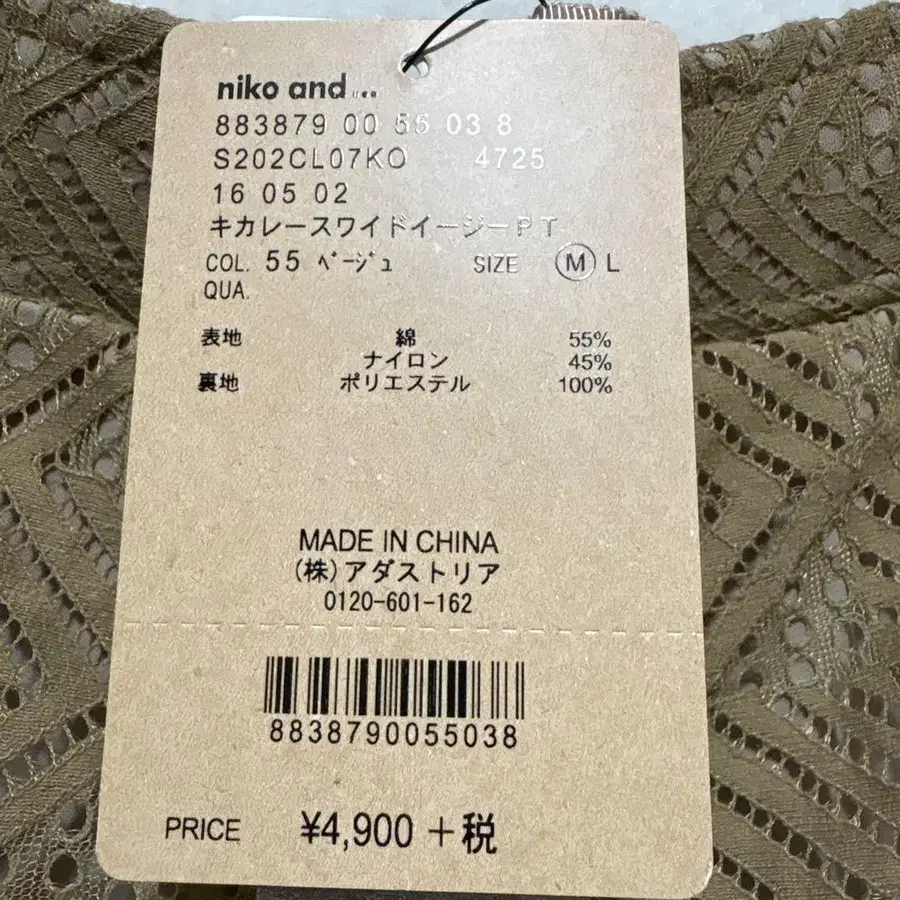 niko and ...
883879 00 55 03 8
S202CL07KO 4725
16 05 02
キカレースワイドイージーPT
COL. 55 ベージュ SIZE Ⓜ L
QUA.
表地 綿 55%
ナイロン 45%
裏地 ポリエステル 100%
MADE IN CHINA
(株)アダストリア
0120-601-162
8838790055038
PRICE ¥4,900 +税